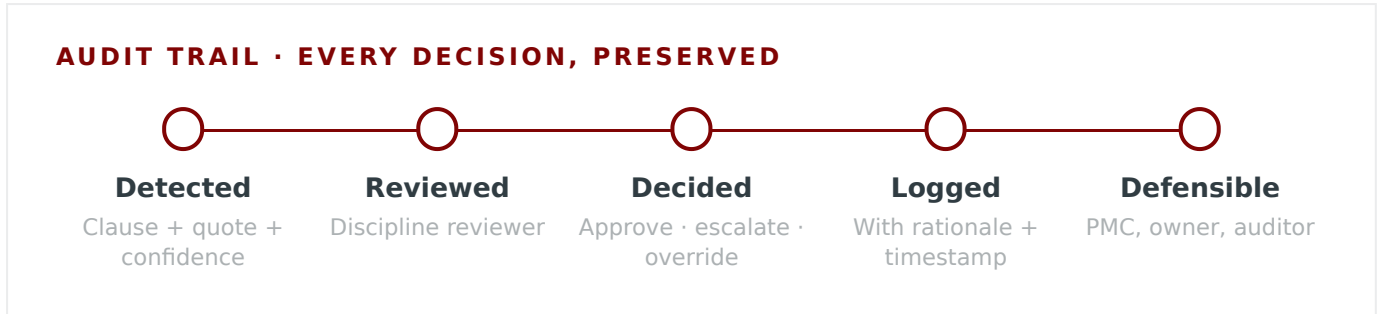 AUDIT TRAIL · EVERY DECISION, PRESERVED
Detected
Clause + quote +
confidence
Reviewed
Discipline reviewer
Decided
Approve · escalate ·
override
Logged
With rationale +
timestamp
Defensible
PMC, owner, auditor